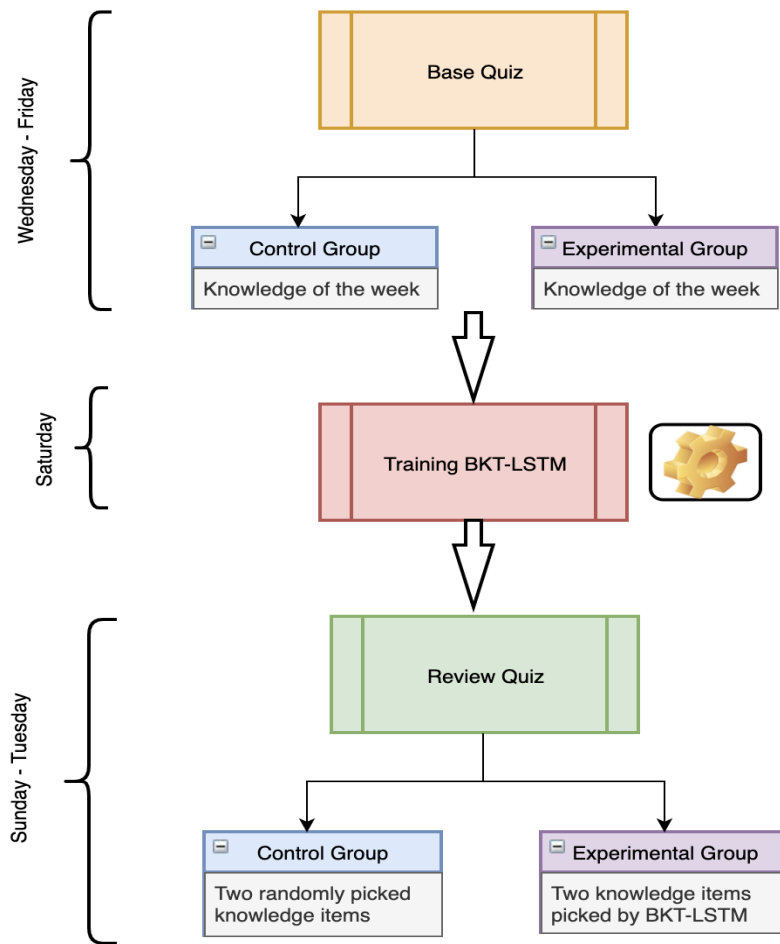 Wednesday - Friday
Base Quiz
Control Group
Knowledge of the week
Experimental Group
Knowledge of the week
Saturday
Training BKT-LSTM
Sunday - Tuesday
Review Quiz
Control Group
Two randomly picked
knowledge items
Experimental Group
Two knowledge items
picked by BKT-LSTM